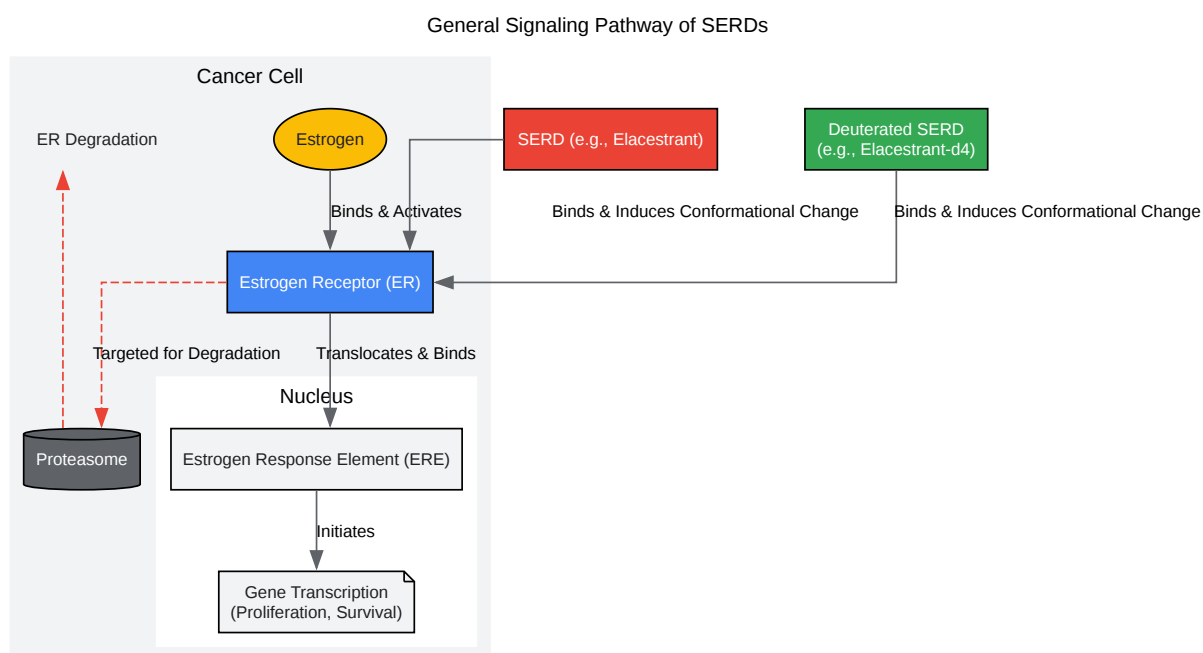 General Signaling Pathway of SERDs
Cancer Cell
ER Degradation
Estrogen
SERD (e.g., Elacestrant)
Deuterated SERD
(e.g., Elacestrant-d4)
Binds & Activates
Binds & Induces Conformational Change
Binds & Induces Conformational Change
Estrogen Receptor (ER)
Targeted for Degradation
Translocates & Binds
Nucleus
Proteasome
Estrogen Response Element (ERE)
Initiates
Gene Transcription
(Proliferation, Survival)